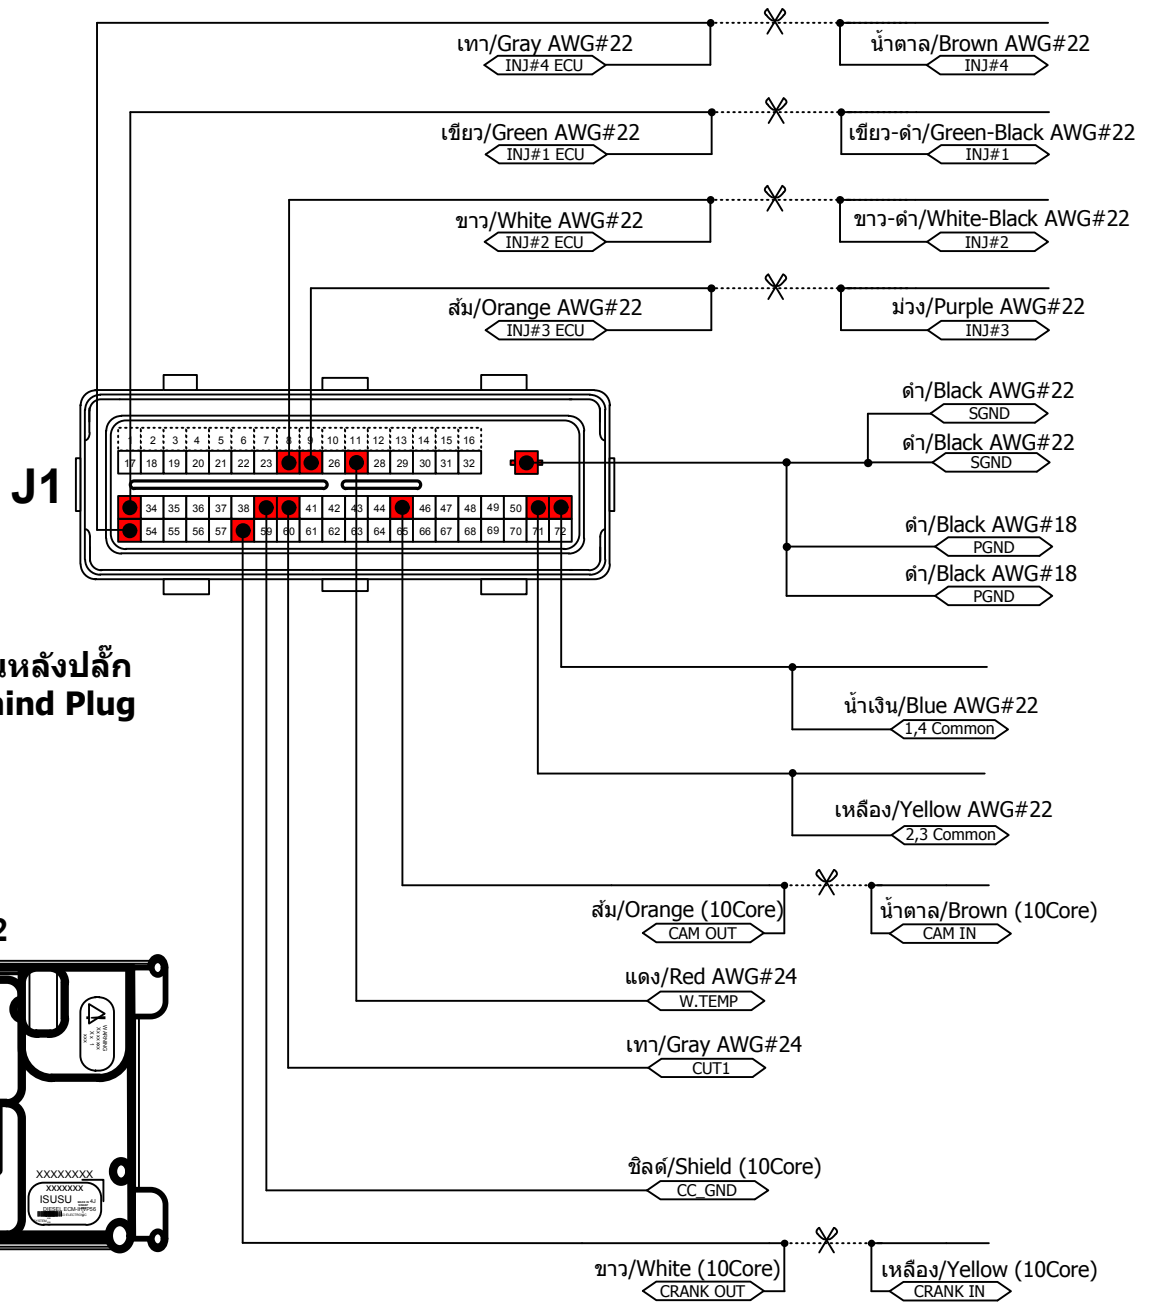 เทา/Gray AWG#22
INJ#4 ECU
น้ำตาล/Brown AWG#22
INJ#4
เขียว/Green AWG#22
INJ#1 ECU
เขียว-ดำ/Green-Black AWG#22
INJ#1
ขาว/White AWG#22
INJ#2 ECU
ขาว-ดำ/White-Black AWG#22
INJ#2
ส้ม/Orange AWG#22
INJ#3 ECU
ม่วง/Purple AWG#22
INJ#3
J1
1 2 3 4 5 6 7 8 9 10 11 12 13 14 15 16
17 18 19 20 21 22 23 26 28 29 30 31 32
34 35 36 37 38 41 42 43 44 46 47 48 49 50
54 55 56 57 59 60 61 62 63 64 65 66 67 68 69 70 71 72
ดำ/Black AWG#22
SGND
ดำ/Black AWG#22
SGND
ดำ/Black AWG#18
PGND
ดำ/Black AWG#18
PGND
นหลังปลั๊ก
hind Plug
น้ำเงิน/Blue AWG#22
1,4 Common
เหลือง/Yellow AWG#22
2,3 Common
ส้ม/Orange (10Core)
CAM OUT
น้ำตาล/Brown (10Core)
CAM IN
2
แดง/Red AWG#24
W.TEMP
เทา/Gray AWG#24
CUT1
ชิลด์/Shield (10Core)
CC_GND
WARNING
XXXXXXXX
XXXXXXX
ISUSU
ขาว/White (10Core)
CRANK OUT
เหลือง/Yellow (10Core)
CRANK IN